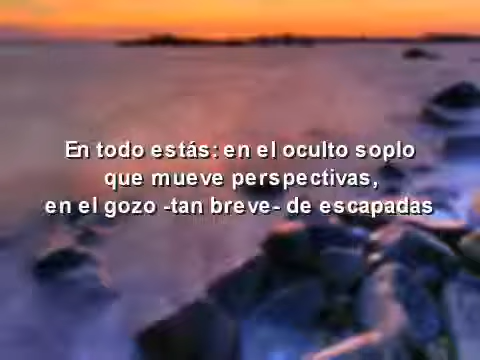 En todo estás: en el oculto soplo
que mueve perspectivas,
en el gozo -tan breve- de escapadas